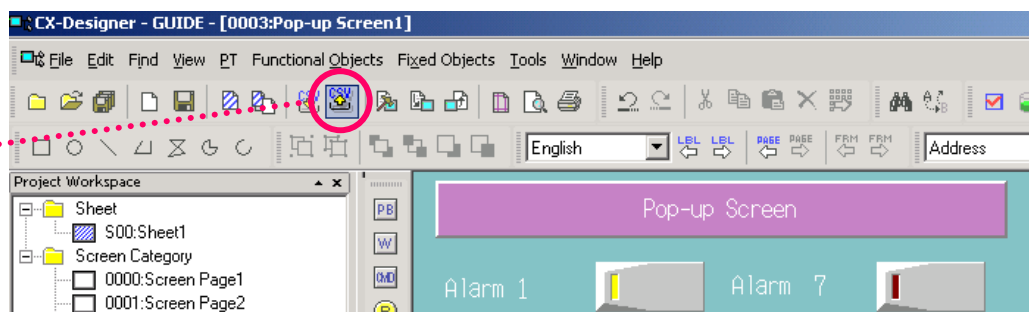 CX-Designer - GUIDE - [0003:Pop-up Screen1]
File Edit Find View PT Functional Objects Fixed Objects Tools Window Help
CSV
English LBL LBL PAGE PAGE FRM FRM Address
Project Workspace
Sheet
S00:Sheet1
Screen Category
0000:Screen Page1
0001:Screen Page2
PB
W
CMD
Pop-up Screen
Alarm 1
Alarm 7